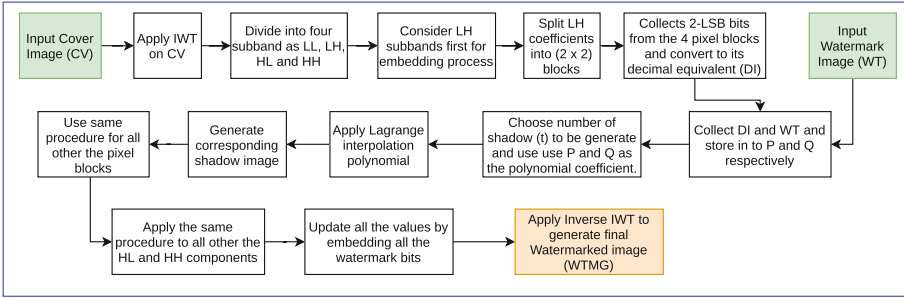 Input Cover
Image (CV)
Apply IWT
on CV
Divide into four
subband as LL, LH,
HL and HH
Consider LH
subbands first for
embedding process
Split LH
coefficients
into (2 x 2)
blocks
Collects 2-LSB bits
from the 4 pixel blocks
and convert to its
decimal equivalent (DI)
Input
Watermark
Image (WT)
Collect DI and WT and
store in to P and Q
respectively
Choose number of
shadow (t) to be generate
and use use P and Q as
the polynomial coefficient.
Apply Lagrange
interpolation
polynomial
Generate
corresponding
shadow image
Use same
procedure for all
other the pixel
blocks
Apply the same
procedure to all other the
HL and HH components
Update all the values by
embedding all the
watermark bits
Apply Inverse IWT to
generate final
Watermarked image
(WTMG)